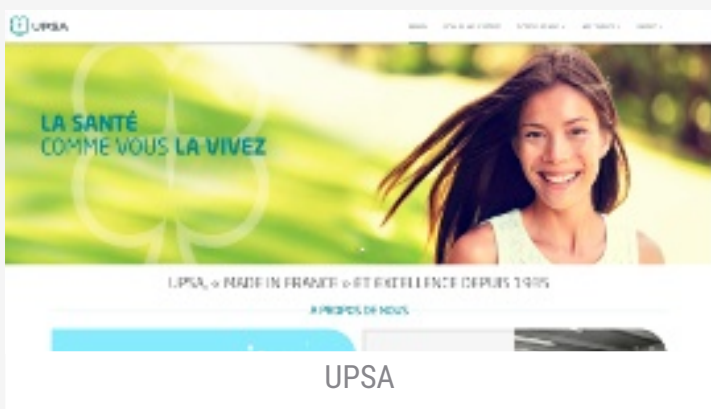 UPSA
LA SANTÉ
COMME VOUS LA VIVEZ
UPSA, « MADE IN FRANCE » ET EXCELLENCE DEPUIS 1935
A PROPOS DE NOUS
UPSA